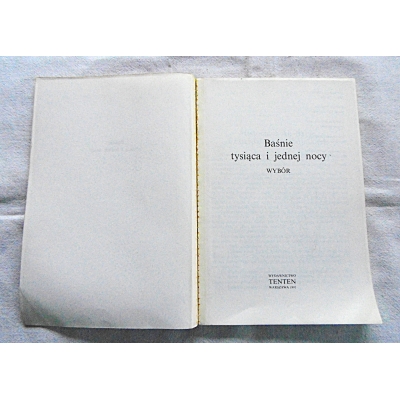 Baśnie
tysiąca i jednej nocy
WYBÓR
WYDAWNICTWO
TENTEN
WARSZAWA